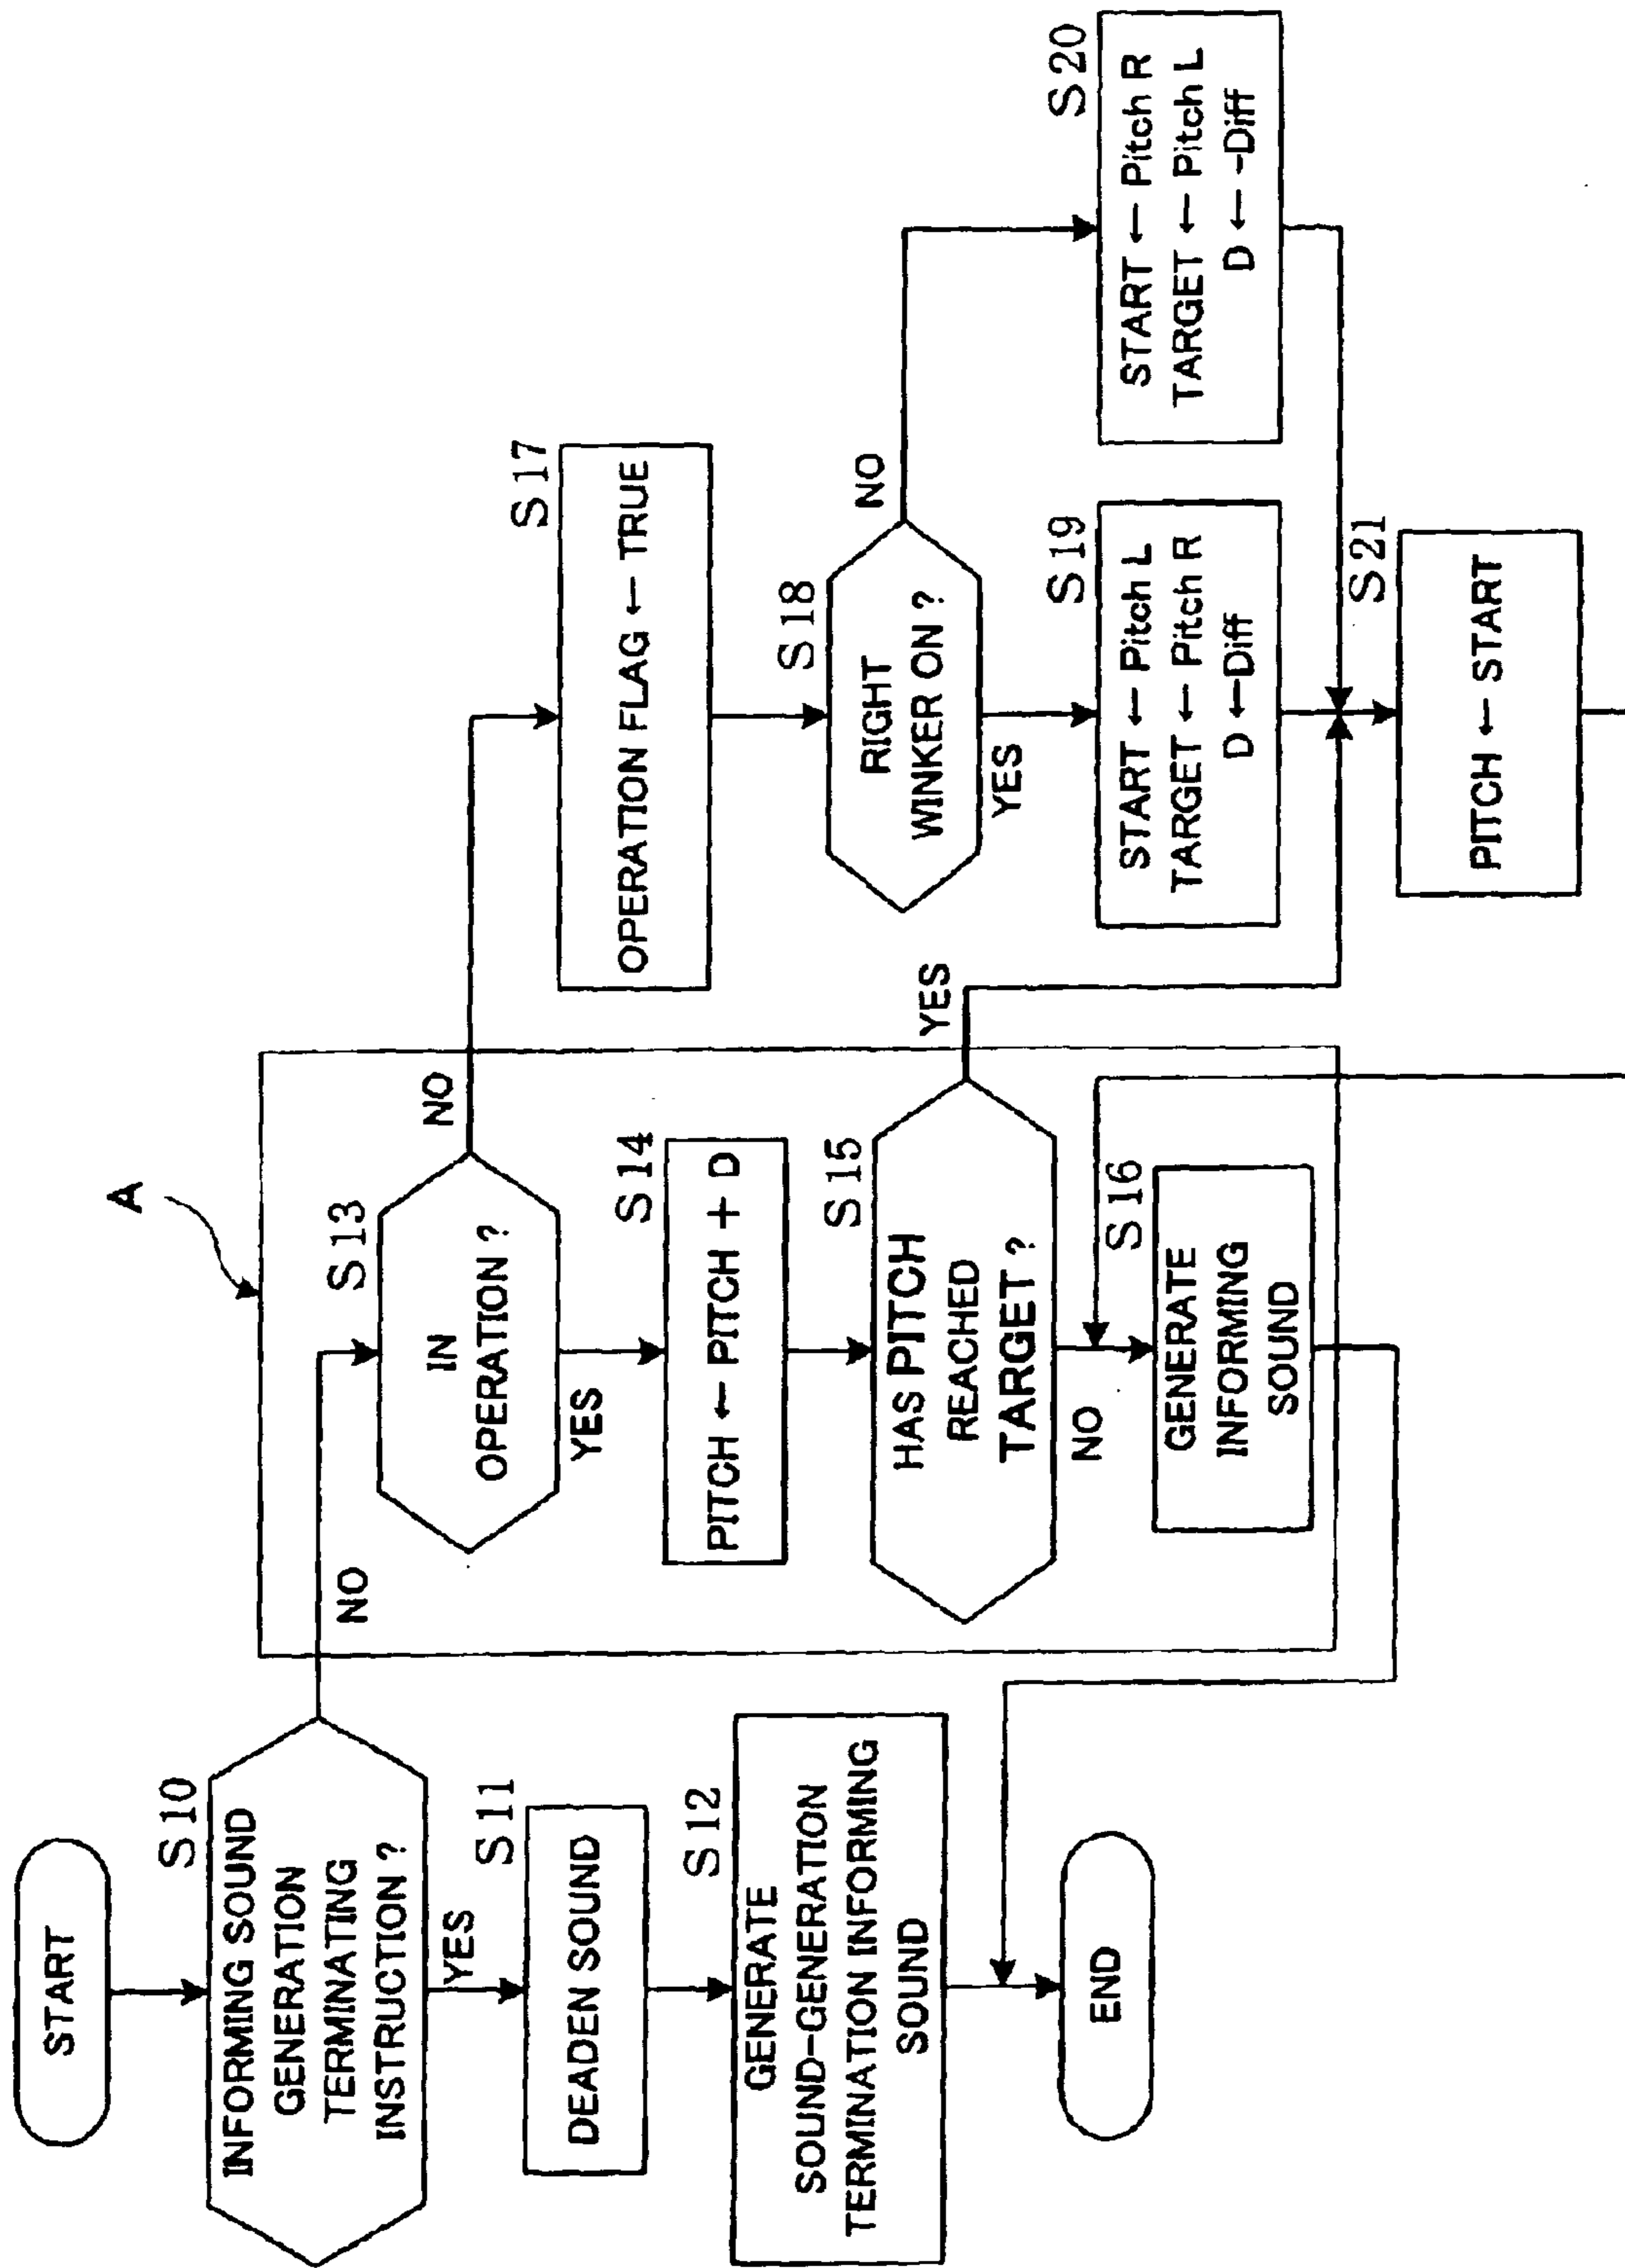 START
S10
INFORMING SOUND
GENERATION
TERMINATING
INSTRUCTION ?
YES
NO
S11
DEADEN SOUND
S12
GENERATE
SOUND-GENERATION
TERMINATION INFORMING
SOUND
END
A
S13
IN
OPERATION ?
YES
NO
S14
PITCH ← PITCH + D
S15
HAS PITCH
REACHED
TARGET ?
YES
NO
S16
GENERATE
INFORMING
SOUND
S17
OPERATION FLAG ← TRUE
S18
RIGHT
WINKER ON ?
YES
NO
S19
START ← Pitch L
TARGET ← Pitch R
D ← Diff
S20
START ← Pitch R
TARGET ← Pitch L
D ← -Diff
S21
PITCH ← START